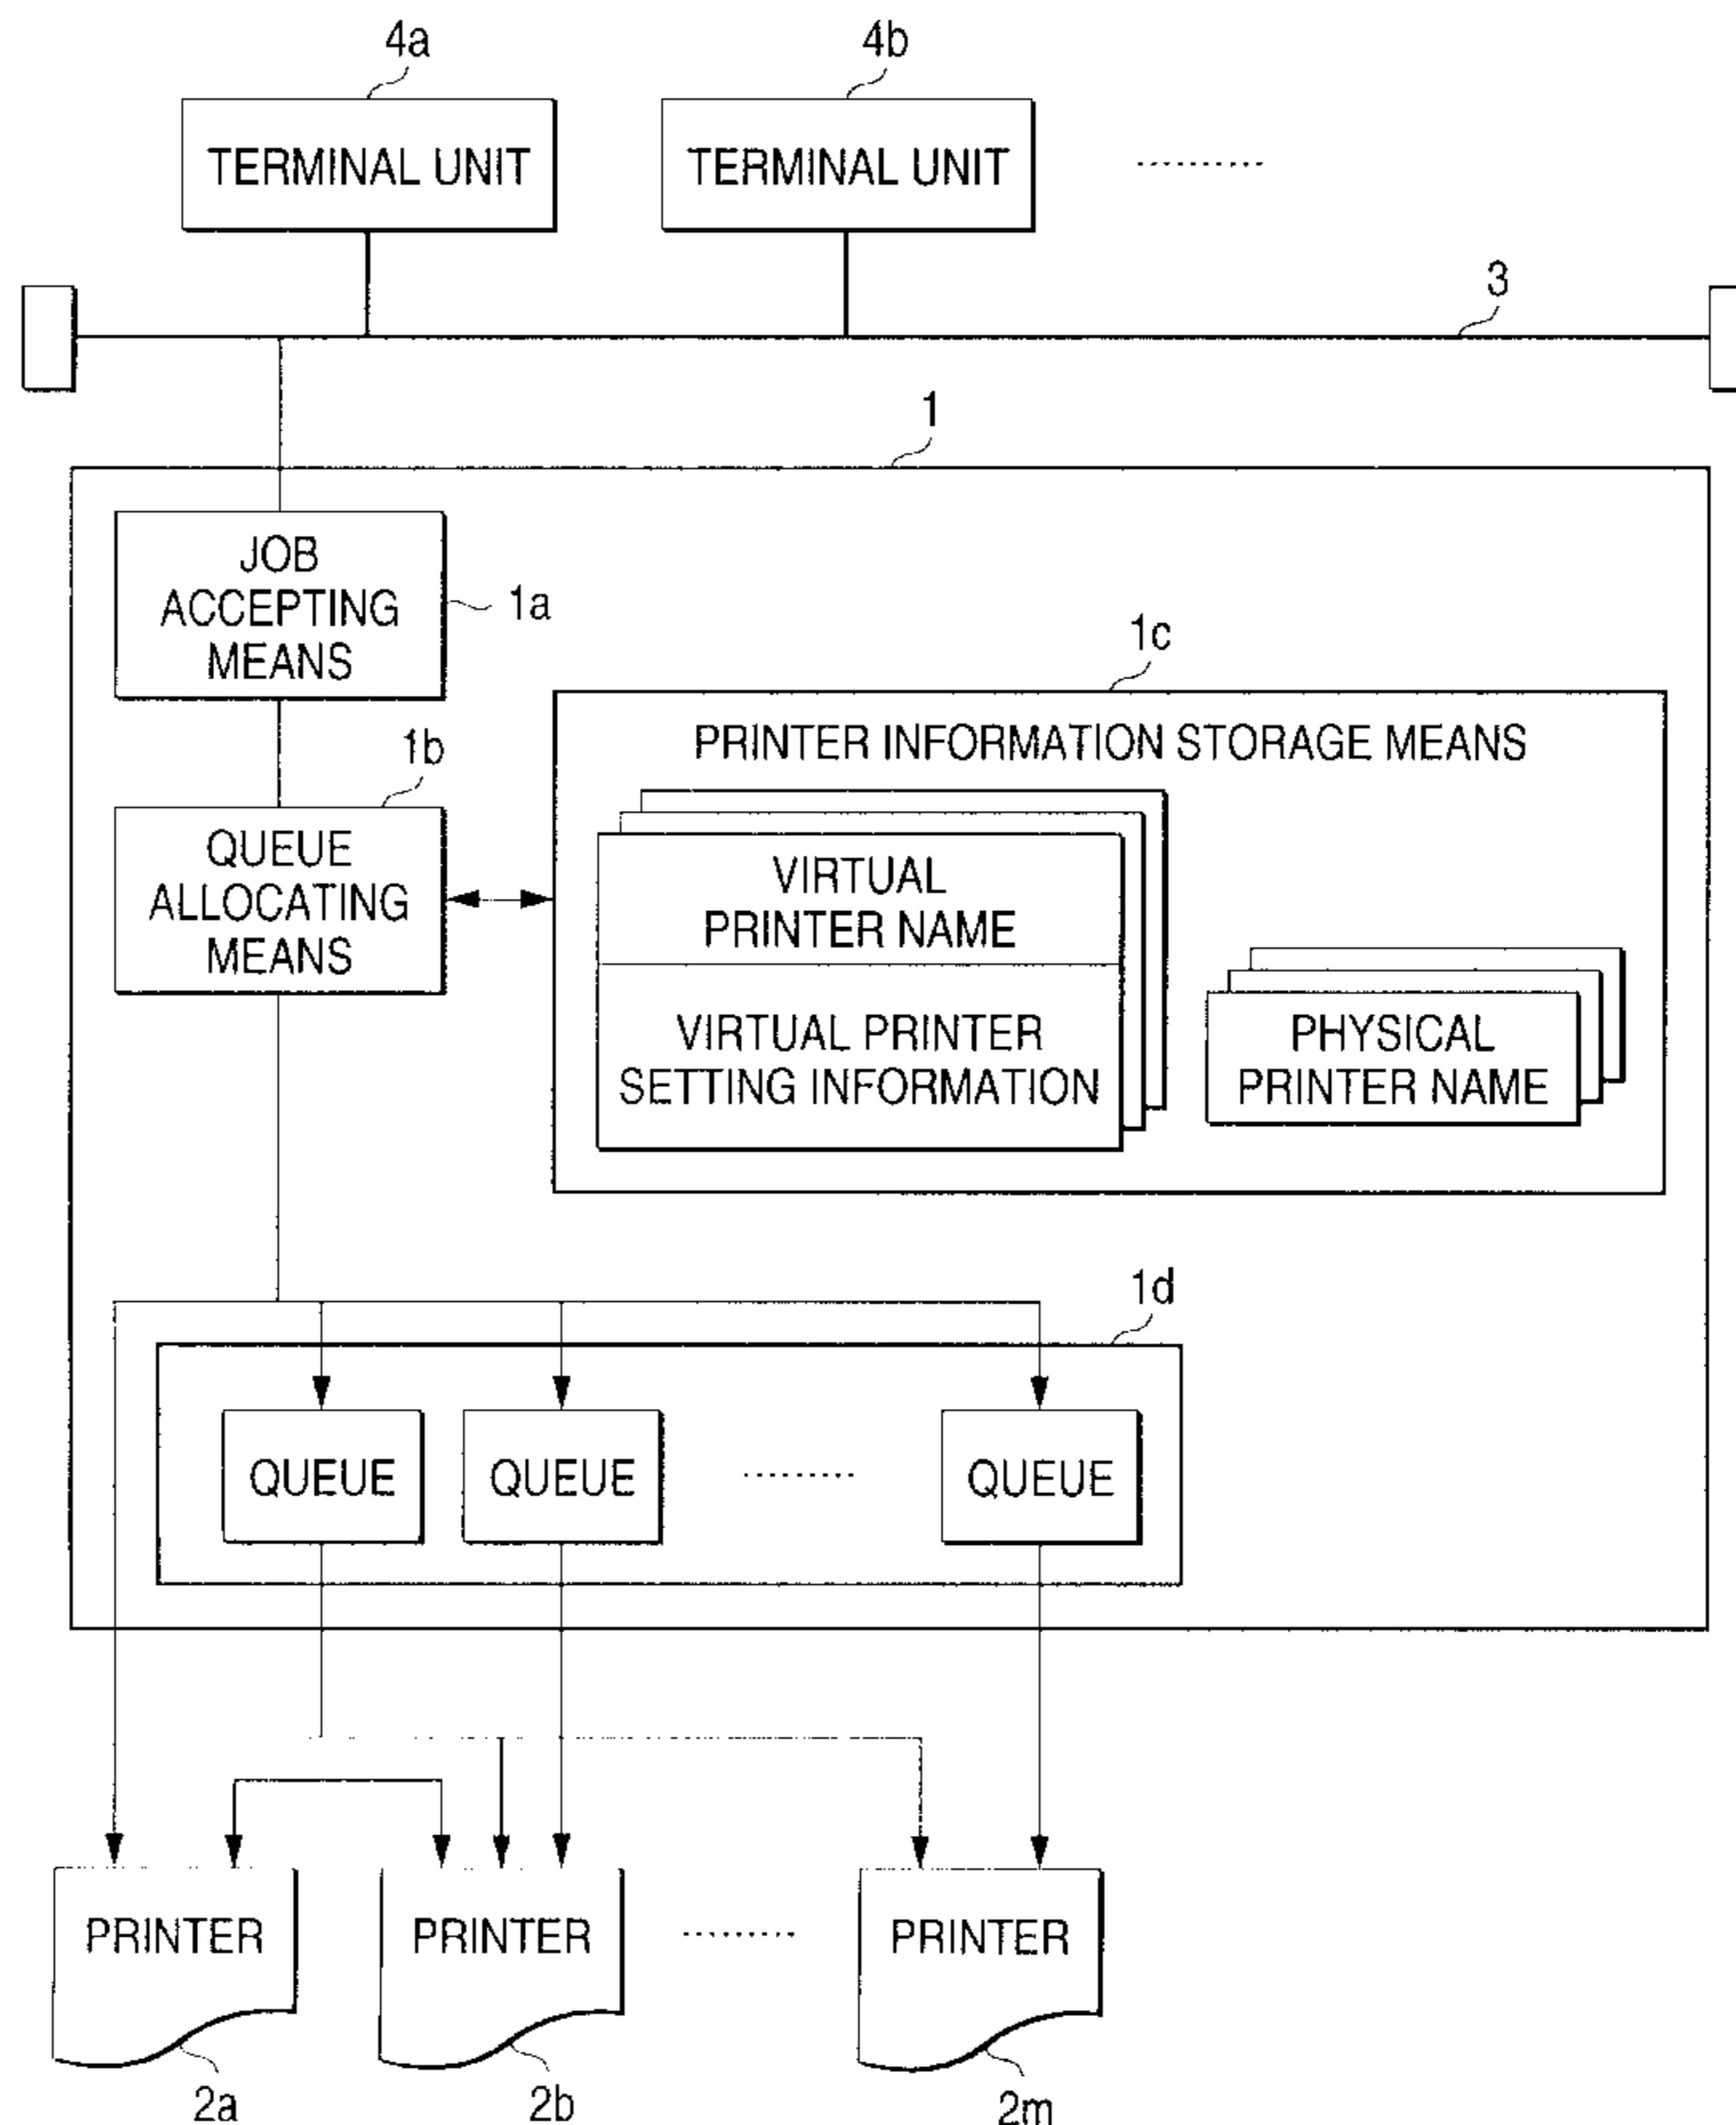 4a
4b
TERMINAL UNIT
TERMINAL UNIT
3
1
JOB
ACCEPTING
MEANS
1a
1c
PRINTER INFORMATION STORAGE MEANS
1b
QUEUE
ALLOCATING
MEANS
VIRTUAL
PRINTER NAME
VIRTUAL PRINTER
SETTING INFORMATION
PHYSICAL
PRINTER NAME
1d
QUEUE
QUEUE
QUEUE
PRINTER
PRINTER
PRINTER
2a
2b
2m